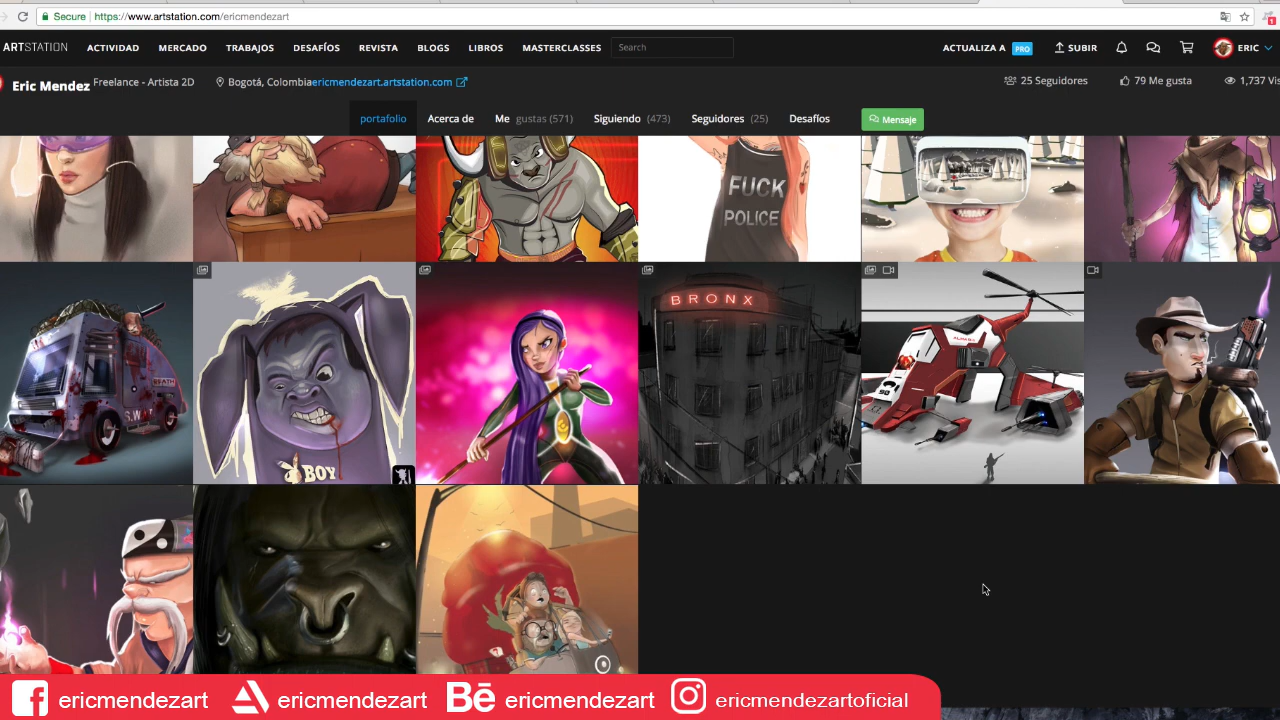 Secure https://www.artstation.com/ericmendezart
ARTSTATION ACTIVIDAD MERCADO TRABAJOS DESAFÍOS REVISTA BLOGS LIBROS MASTERCLASSES Search ACTUALIZA A PRO SUBIR 1 ERIC
Eric Mendez Freelance - Artista 2D Bogotá, Colombia ericmendezart.artstation.com 25 Seguidores 79 Me gusta 1,737 Vis
portafolio Acerca de Me gustas (571) Siguiendo (473) Seguidores (25) Desafíos Mensaje
FUCK
POLICE
BRONX
S.W.A.T
BOY
ericmendezart ericmendezart Bē ericmendezart ericmendezartoficial